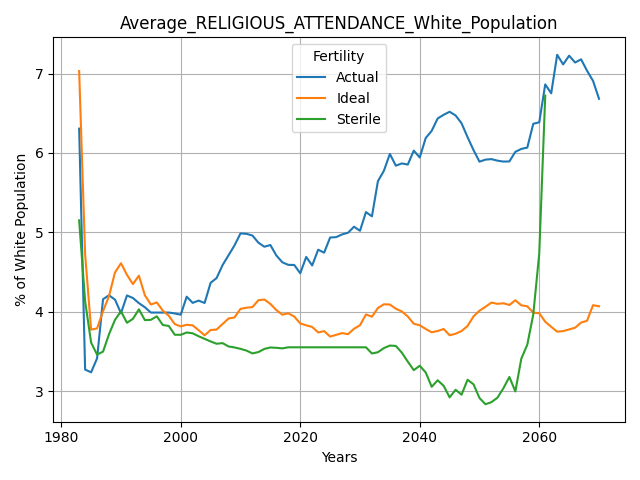 Average_RELIGIOUS_ATTENDANCE_White_Population
Fertility
Actual
Ideal
Sterile
% of White Population
7
6
5
4
3
1980
2000
2020
2040
2060
Years